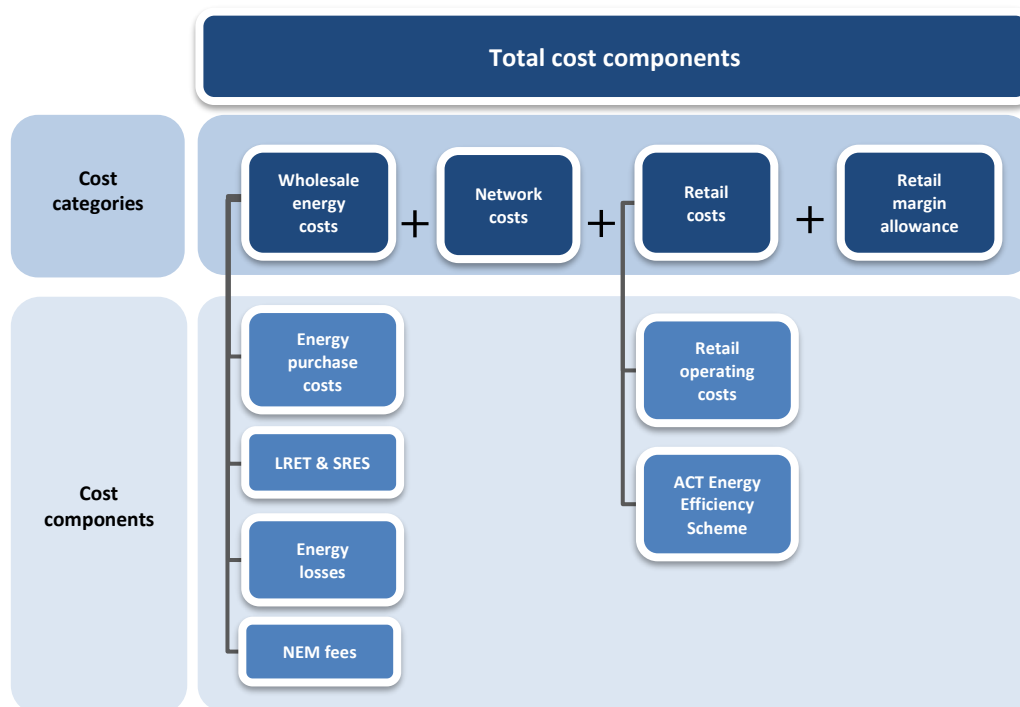 Total cost components
Cost
categories
Wholesale
energy
costs
+
Network
costs
+
Retail
costs
+
Retail
margin
allowance
Cost
components
Energy
purchase
costs
LRET & SRES
Energy
losses
NEM fees
Retail
operating
costs
ACT Energy
Efficiency
Scheme